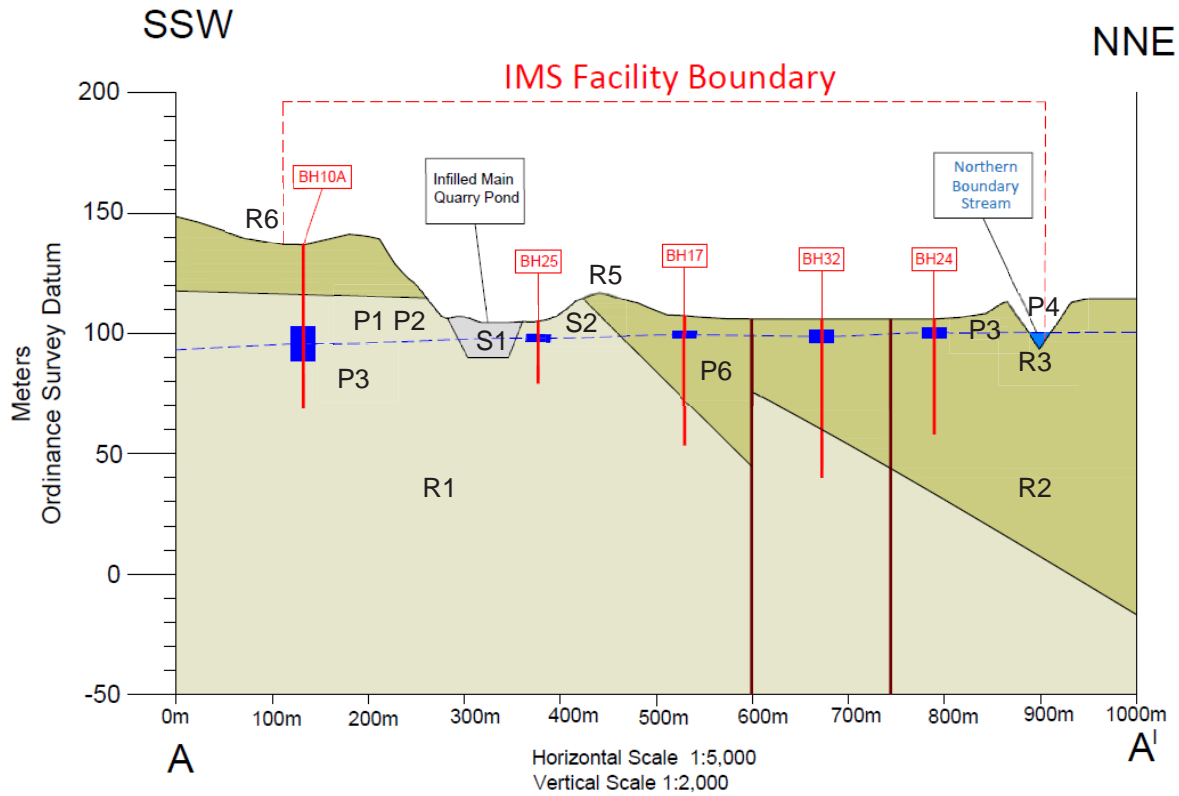 SSW
NNE
IMS Facility Boundary
200
BH10A
Infilled Main
Quarry Pond
Northern
Boundary
Stream
150
R6
BH25
BH17
BH32
BH24
R5
P4
100
P1 P2
S1
S2
P3
R3
P3
P6
50
R1
R2
0
-50
Meters
Ordinance Survey Datum
0m 100m 200m 300m 400m 500m 600m 700m 800m 900m 1000m
A
Horizontal Scale 1:5,000
Vertical Scale 1:2,000
A|